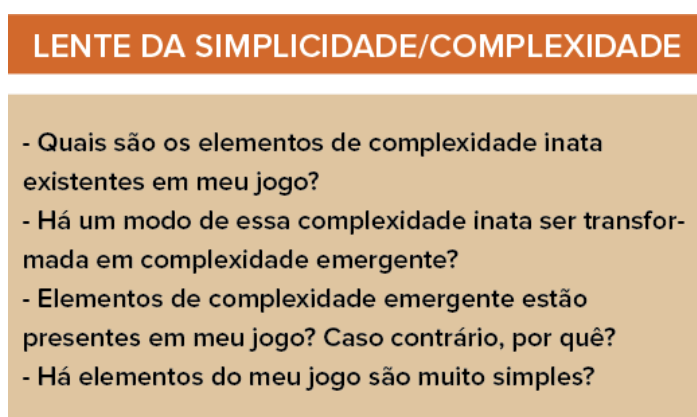 LENTE DA SIMPLICIDADE/COMPLEXIDADE
- Quais são os elementos de complexidade inata
existentes em meu jogo?
- Há um modo de essa complexidade inata ser transfor-
mada em complexidade emergente?
- Elementos de complexidade emergente estão
presentes em meu jogo? Caso contrário, por quê?
- Há elementos do meu jogo são muito simples?